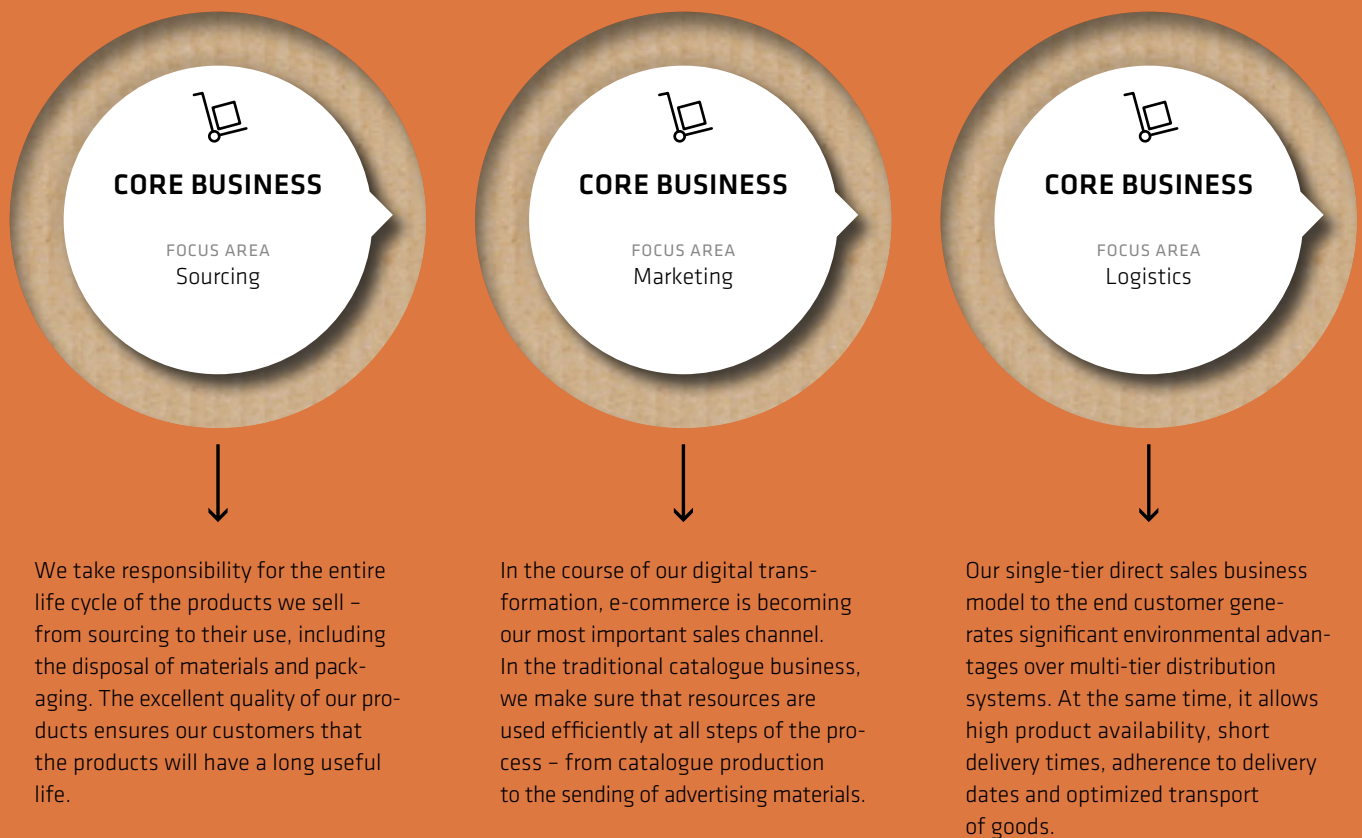 CORE BUSINESS
FOCUS AREA
Sourcing
We take responsibility for the entire
life cycle of the products we sell –
from sourcing to their use, including
the disposal of materials and pack-
aging. The excellent quality of our pro-
ducts ensures our customers that
the products will have a long useful
life.
CORE BUSINESS
FOCUS AREA
Marketing
In the course of our digital trans-
formation, e-commerce is becoming
our most important sales channel.
In the traditional catalogue business,
we make sure that resources are
used efficiently at all steps of the pro-
cess – from catalogue production
to the sending of advertising materials.
CORE BUSINESS
FOCUS AREA
Logistics
Our single-tier direct sales business
model to the end customer gene-
rates significant environmental advan-
tages over multi-tier distribution
systems. At the same time, it allows
high product availability, short
delivery times, adherence to delivery
dates and optimized transport
of goods.